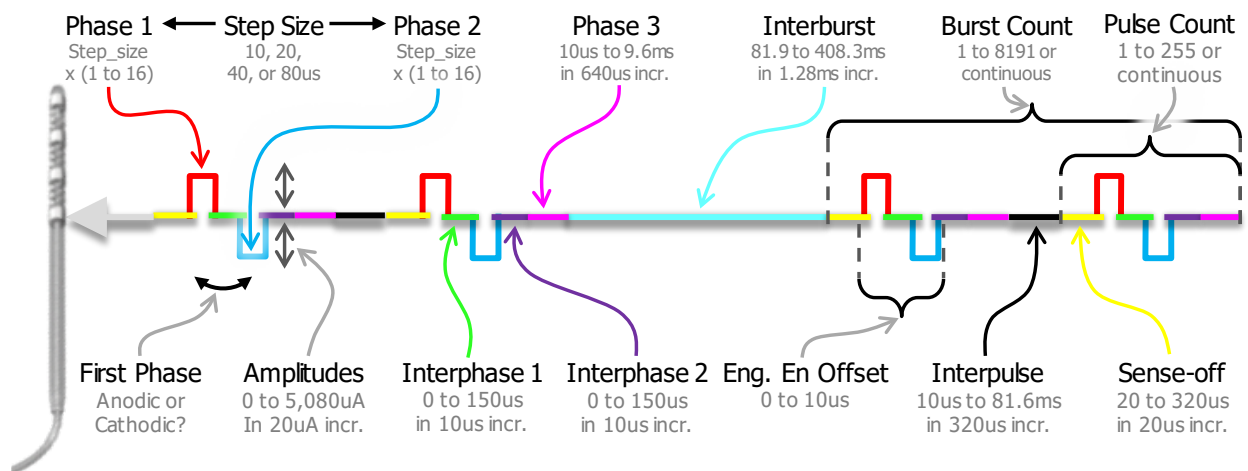 Phase 1
Step_size
x (1 to 16)
Step Size
10, 20,
40, or 80us
Phase 2
Step_size
x (1 to 16)
Phase 3
10us to 9.6ms
in 640us incr.
Interburst
81.9 to 408.3ms
in 1.28ms incr.
Burst Count
1 to 8191 or
continuous
Pulse Count
1 to 255 or
continuous
First Phase
Anodic or
Cathodic?
Amplitudes
0 to 5,080uA
In 20uA incr.
Interphase 1
0 to 150us
in 10us incr.
Interphase 2
0 to 150us
in 10us incr.
Eng. En Offset
0 to 10us
Interpulse
10us to 81.6ms
in 320us incr.
Sense-off
20 to 320us
in 20us incr.